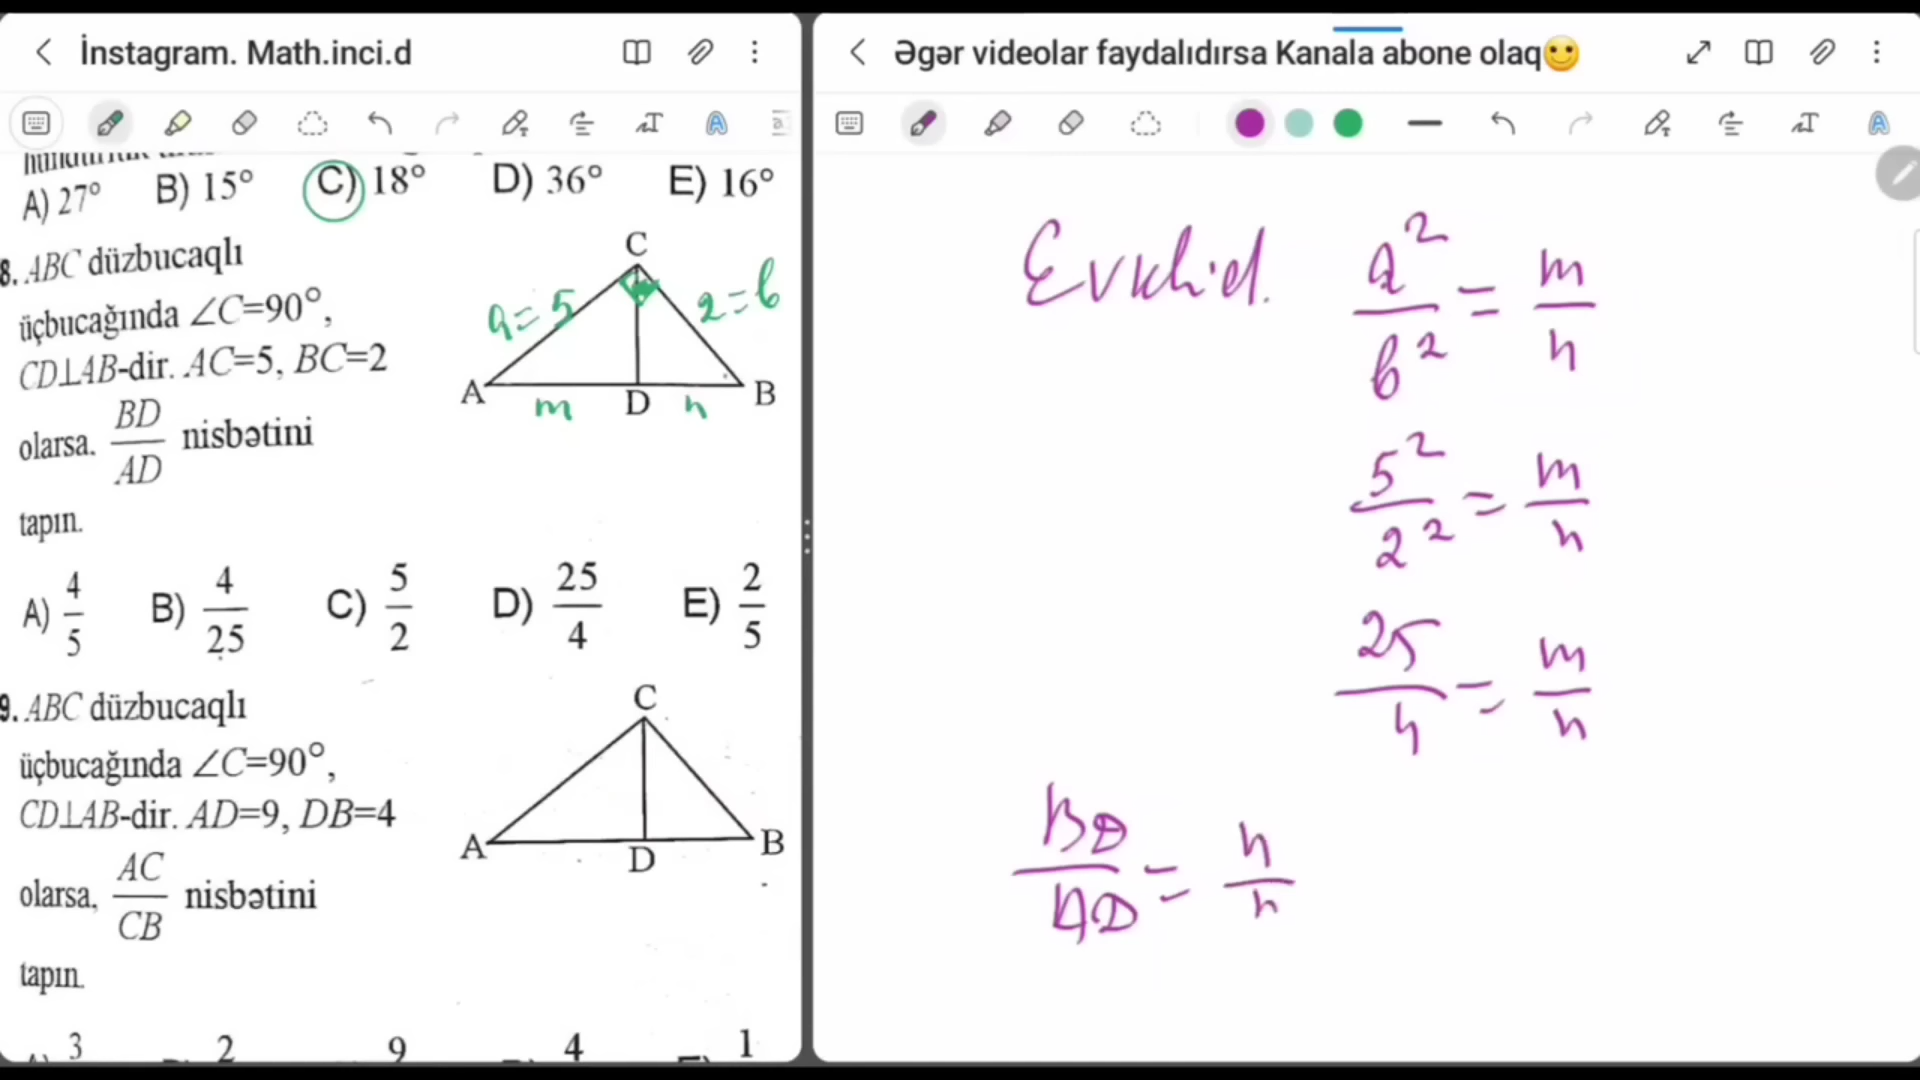 İnstagram. Math.inci.d
A) 27° B) 15° C) 18° D) 36° E) 16°
8. ABC düzbucaqlı
üçbucağında ∠C=90°,
CD⊥AB-dir. AC=5, BC=2
olarsa. BD/AD nisbətini
tapın.
C
a=5
2=b
A
m
D
n
B
A) 4/5 B) 4/25 C) 5/2 D) 25/4 E) 2/5
9. ABC düzbucaqlı
üçbucağında ∠C=90°,
CD⊥AB-dir. AD=9, DB=4
olarsa, AC/CB nisbətini
tapın.
C
A
D
B
3 2 9 4 1
Əgər videolar faydalıdırsa Kanala abone olaq🙂
Evklid. a²/b² = m/n
5²/2² = m/n
25/4 = m/n
BD/AD = n/